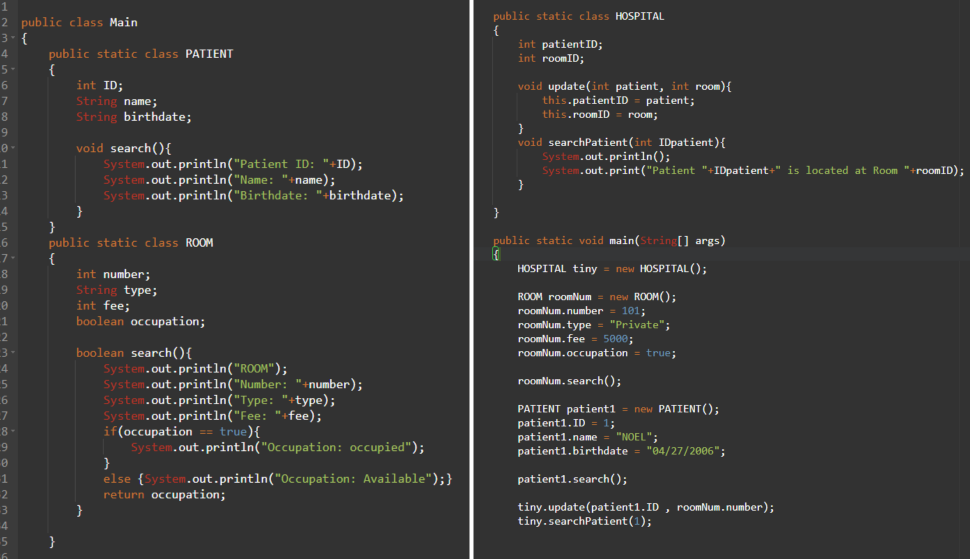 1
2 public class Main
3 {
4 public static class PATIENT
5 {
6 int ID;
7 String name;
8 String birthdate;
9
0 void search(){
1 System.out.println("Patient ID: "+ID);
2 System.out.println("Name: "+name);
3 System.out.println("Birthdate: "+birthdate);
4 }
5 }
6 public static class ROOM
7 {
8 int number;
9 String type;
0 int fee;
1 boolean occupation;
2
3 boolean search(){
4 System.out.println("ROOM");
5 System.out.println("Number: "+number);
6 System.out.println("Type: "+type);
7 System.out.println("Fee: "+fee);
8 if(occupation == true){
9 System.out.println("Occupation: occupied");
0 }
1 else {System.out.println("Occupation: Available");}
2 return occupation;
3 }
4
5 }
6
public static class HOSPITAL
{
int patientID;
int roomID;
void update(int patient, int room){
this.patientID = patient;
this.roomID = room;
}
void searchPatient(int IDpatient){
System.out.println();
System.out.print("Patient "+IDpatient+" is located at Room "+roomID);
}
}
public static void main(String[] args)
{
HOSPITAL tiny = new HOSPITAL();
ROOM roomNum = new ROOM();
roomNum.number = 101;
roomNum.type = "Private";
roomNum.fee = 5000;
roomNum.occupation = true;
roomNum.search();
PATIENT patient1 = new PATIENT();
patient1.ID = 1;
patient1.name = "NOEL";
patient1.birthdate = "04/27/2006";
patient1.search();
tiny.update(patient1.ID , roomNum.number);
tiny.searchPatient(1);